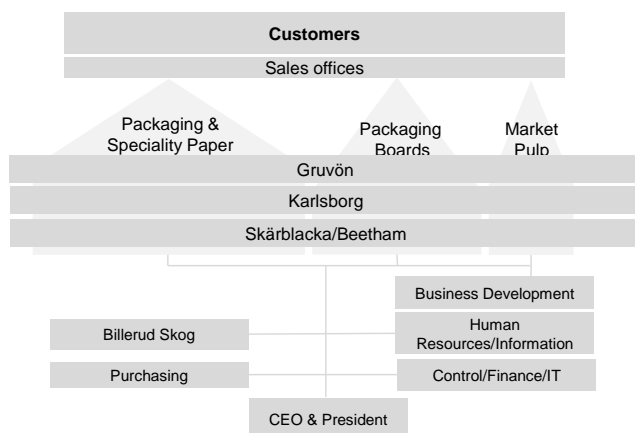 Customers
Sales offices
Packaging &
Speciality Paper
Packaging
Boards
Market
Pulp
Gruvön
Karlsborg
Skärblacka/Beetham
Business Development
Billerud Skog
Human
Resources/Information
Purchasing
Control/Finance/IT
CEO & President